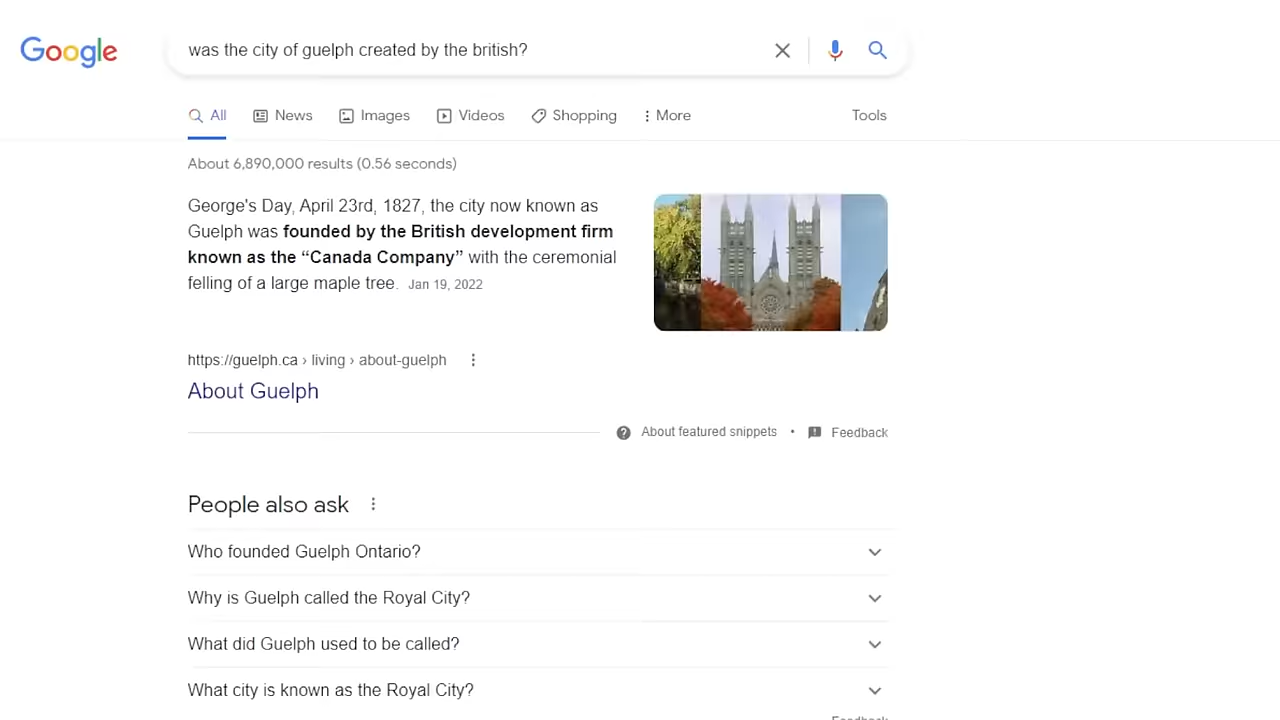 Google
was the city of guelph created by the british?
All News Images Videos Shopping More Tools
About 6,890,000 results (0.56 seconds)
George's Day, April 23rd, 1827, the city now known as
Guelph was founded by the British development firm
known as the “Canada Company” with the ceremonial
felling of a large maple tree. Jan 19, 2022
https://guelph.ca › living › about-guelph
About Guelph
About featured snippets • Feedback
People also ask
Who founded Guelph Ontario?
Why is Guelph called the Royal City?
What did Guelph used to be called?
What city is known as the Royal City?
Feedback